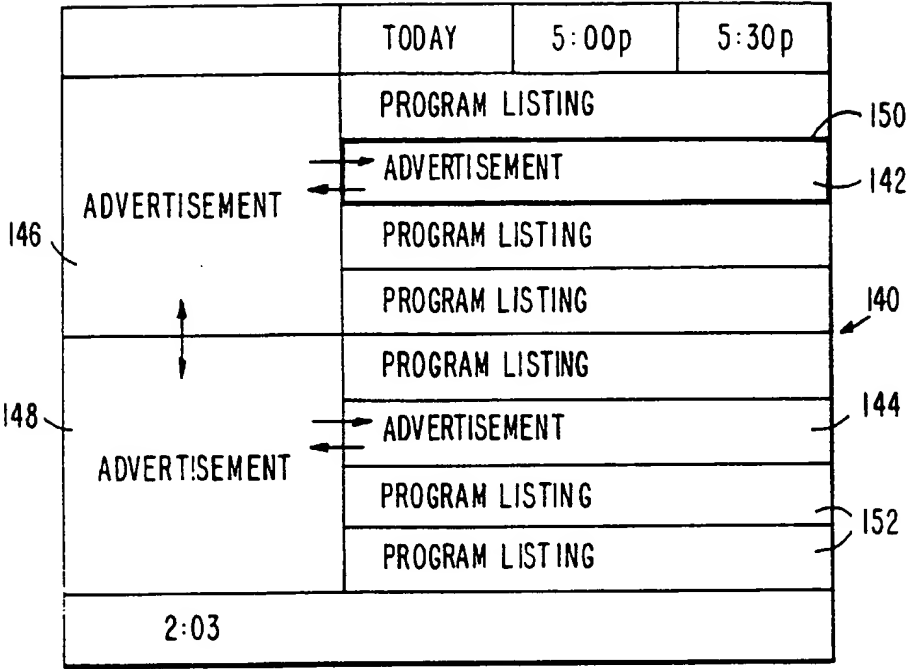 TODAY 5:00p 5:30p
PROGRAM LISTING
150
ADVERTISEMENT
142
ADVERTISEMENT
146
PROGRAM LISTING
PROGRAM LISTING
140
PROGRAM LISTING
148
ADVERTISEMENT
144
ADVERTISEMENT
PROGRAM LISTING
152
PROGRAM LISTING
2:03